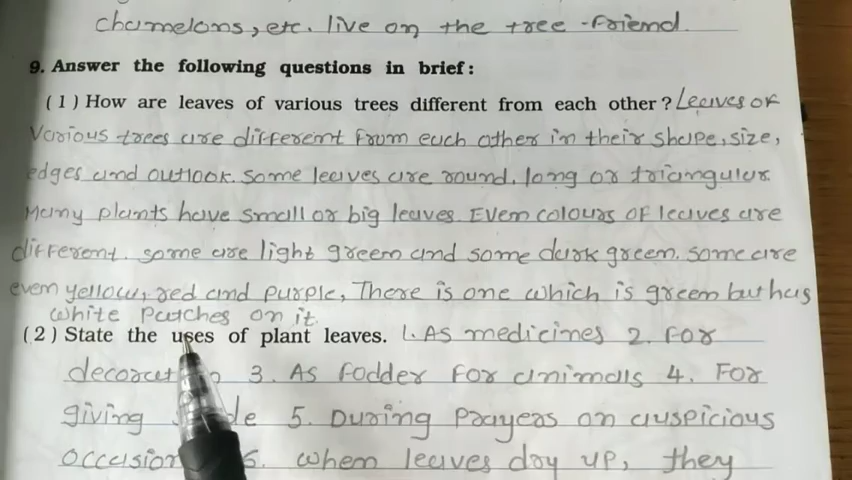 chamelons, etc. live on the tree-friend.
9. Answer the following questions in brief :
(1) How are leaves of various trees different from each other? Leaves of
Various trees are different from each other in their shape, size,
edges and outlook. Some leaves are round, long or triangular.
Many plants have small or big leaves. Even colours of leaves are
different. some are light green and some dark green. some are
even yellow, red and purple, There is one which is green but has
white patches on it.
(2) State the uses of plant leaves. 1. As medicines 2. For
3. As fodder for animals 4. For
giving 5. During Prayers on auspicious
6. when leaves dry up, they